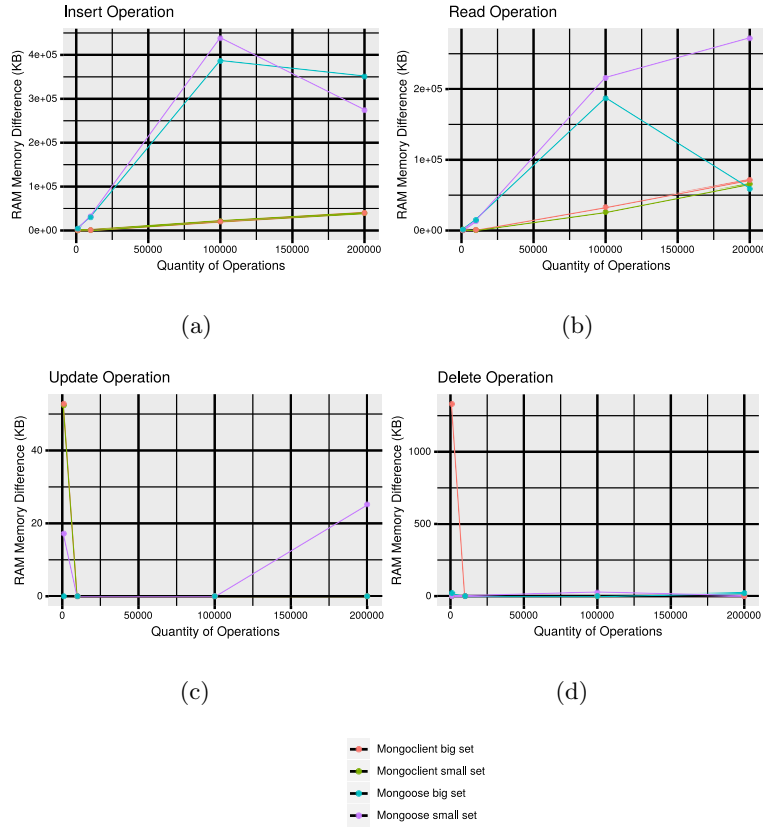 Insert Operation
RAM Memory Difference (KB)
4e+05
3e+05
2e+05
1e+05
0e+00
0 50000 100000 150000 200000
Quantity of Operations
(a)
Read Operation
RAM Memory Difference (KB)
2e+05
1e+05
0e+00
0 50000 100000 150000 200000
Quantity of Operations
(b)
Update Operation
RAM Memory Difference (KB)
40
20
0
0 50000 100000 150000 200000
Quantity of Operations
(c)
Delete Operation
RAM Memory Difference (KB)
1000
500
0
0 50000 100000 150000 200000
Quantity of Operations
(d)
Mongoclient big set
Mongoclient small set
Mongoose big set
Mongoose small set